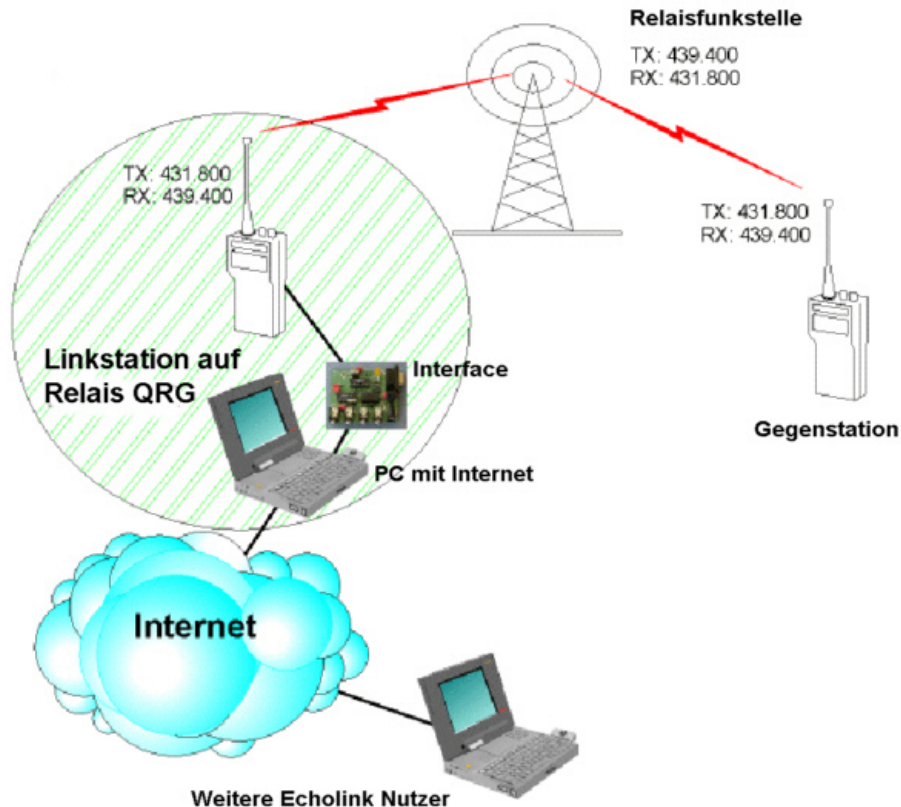 Relaisfunkstelle
TX: 439.400
RX: 431.800
TX: 431.800
RX: 439.400
TX: 431.800
RX: 439.400
Linkstation auf
Relais QRG
Interface
Gegenstation
PC mit Internet
Internet
Weitere Echolink Nutzer